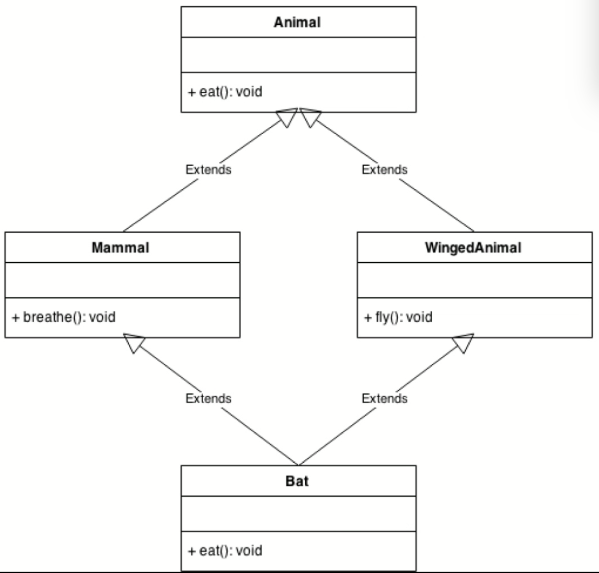 Animal
+ eat(): void
Extends
Extends
Mammal
WingedAnimal
+ breathe(): void
+ fly(): void
Extends
Extends
Bat
+ eat(): void